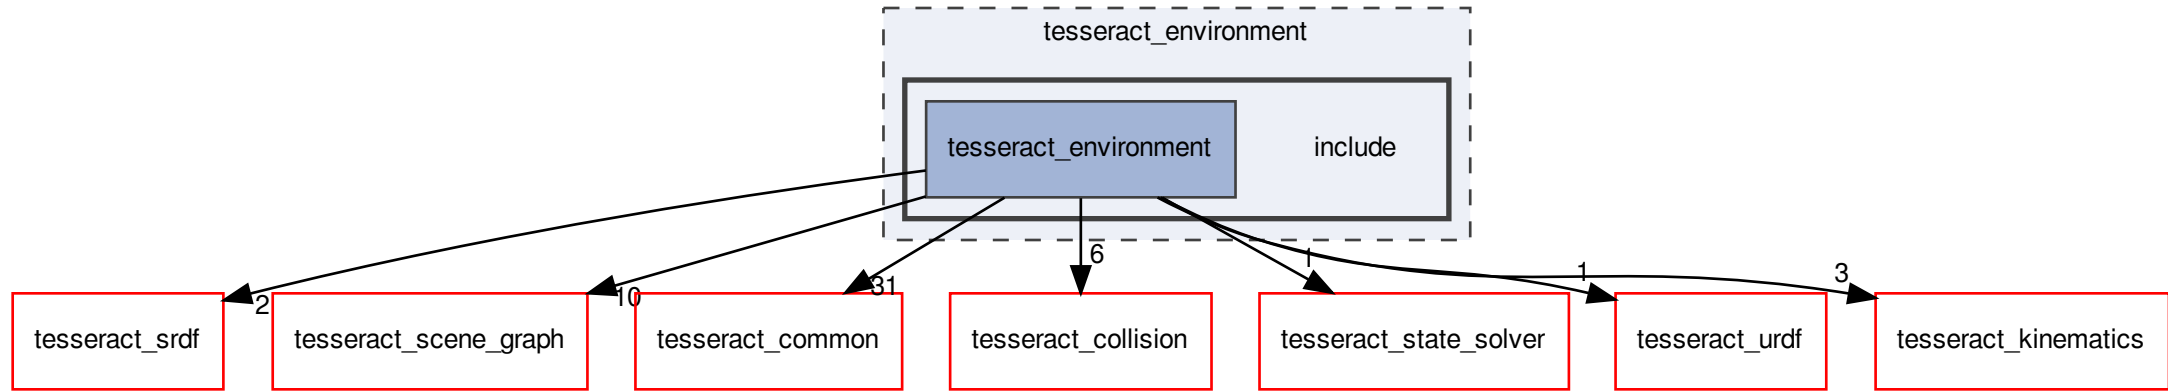 tesseract_environment
tesseract_environment
include
6
1
1
3
2
10
31
tesseract_srdf
tesseract_scene_graph
tesseract_common
tesseract_collision
tesseract_state_solver
tesseract_urdf
tesseract_kinematics